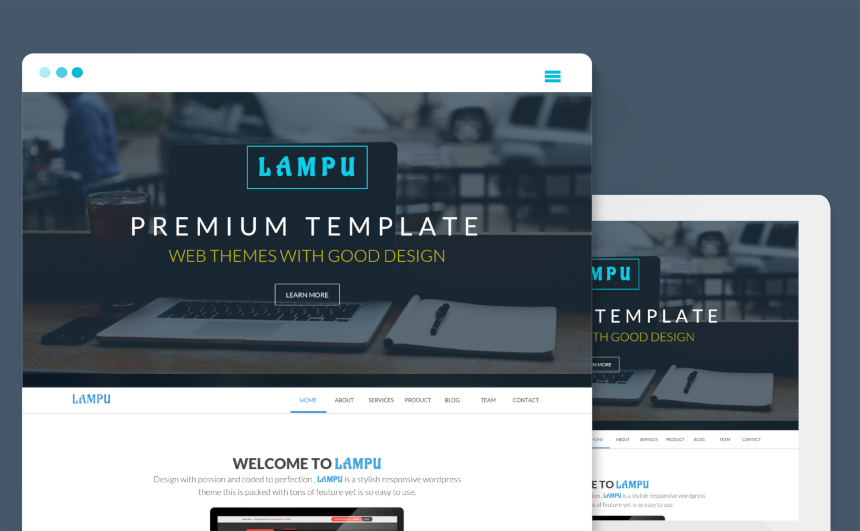 LAMPU
PREMIUM TEMPLATE
WEB THEMES WITH GOOD DESIGN
LEARN MORE
LAMPU HOME ABOUT SERVICES PRODUCT BLOG TEAM CONTACT
WELCOME TO LAMPU
Design with possion and coded to perfection , LAMPU is a stylish responsive wordpress
theme this is packed with tons of feuture yet is so easy to use.
MPU
TEMPLATE
TH GOOD DESIGN
N MORE
HOME ABOUT SERVICES PRODUCT BLOG TEAM CONTACT
E TO LAMPU
ion , LAMPU is a stylish responsive wordpress
s of feuture yet is so easy to use.